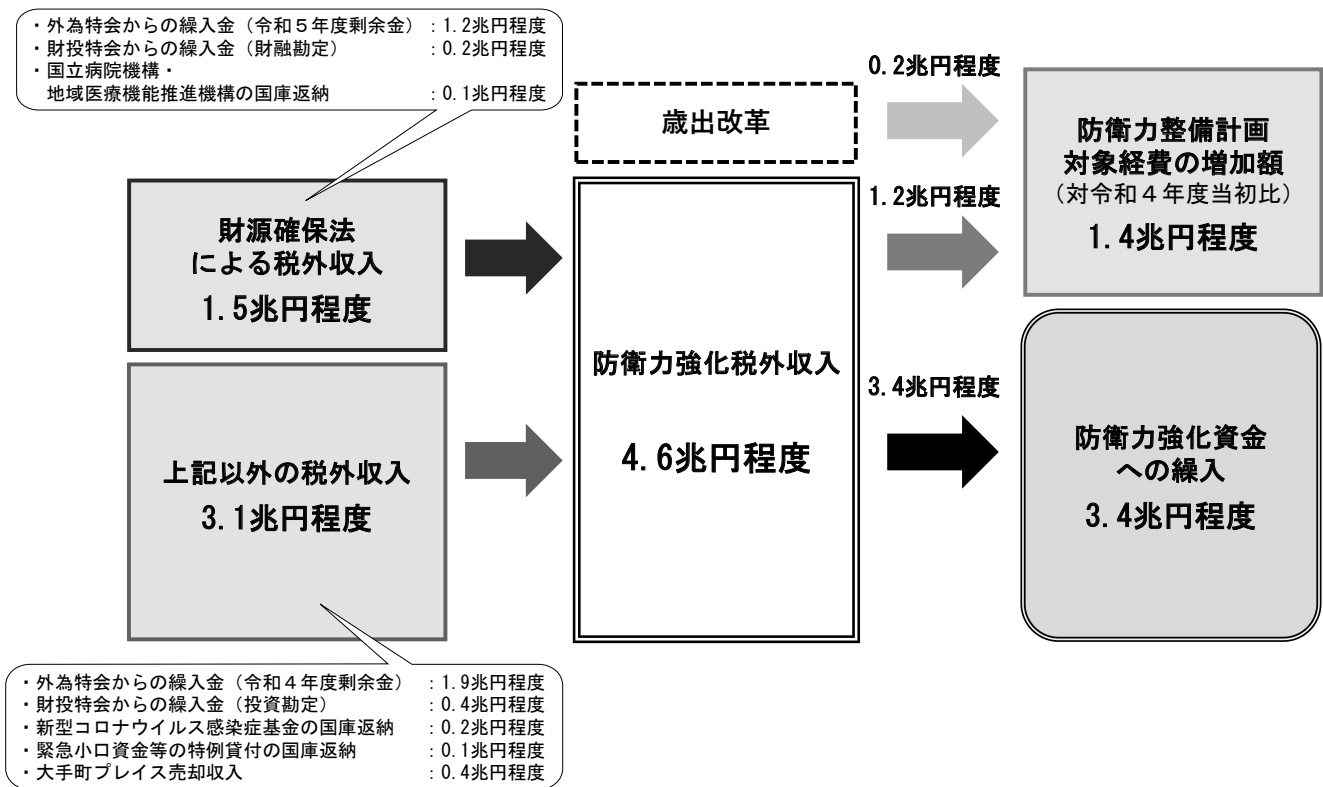 ・外為特会からの繰入金（令和５年度剰余金）：1.2兆円程度
・財投特会からの繰入金（財融勘定）：0.2兆円程度
・国立病院機構・
地域医療機能推進機構の国庫返納：0.1兆円程度
財源確保法
による税外収入
1.5兆円程度
上記以外の税外収入
3.1兆円程度
・外為特会からの繰入金（令和４年度剰余金）：1.9兆円程度
・財投特会からの繰入金（投資勘定）：0.4兆円程度
・新型コロナウイルス感染症基金の国庫返納：0.2兆円程度
・緊急小口資金等の特例貸付の国庫返納：0.1兆円程度
・大手町プレイス売却収入：0.4兆円程度
歳出改革
防衛力強化税外収入
4.6兆円程度
0.2兆円程度
1.2兆円程度
3.4兆円程度
防衛力整備計画
対象経費の増加額
（対令和４年度当初比）
1.4兆円程度
防衛力強化資金
への繰入
3.4兆円程度